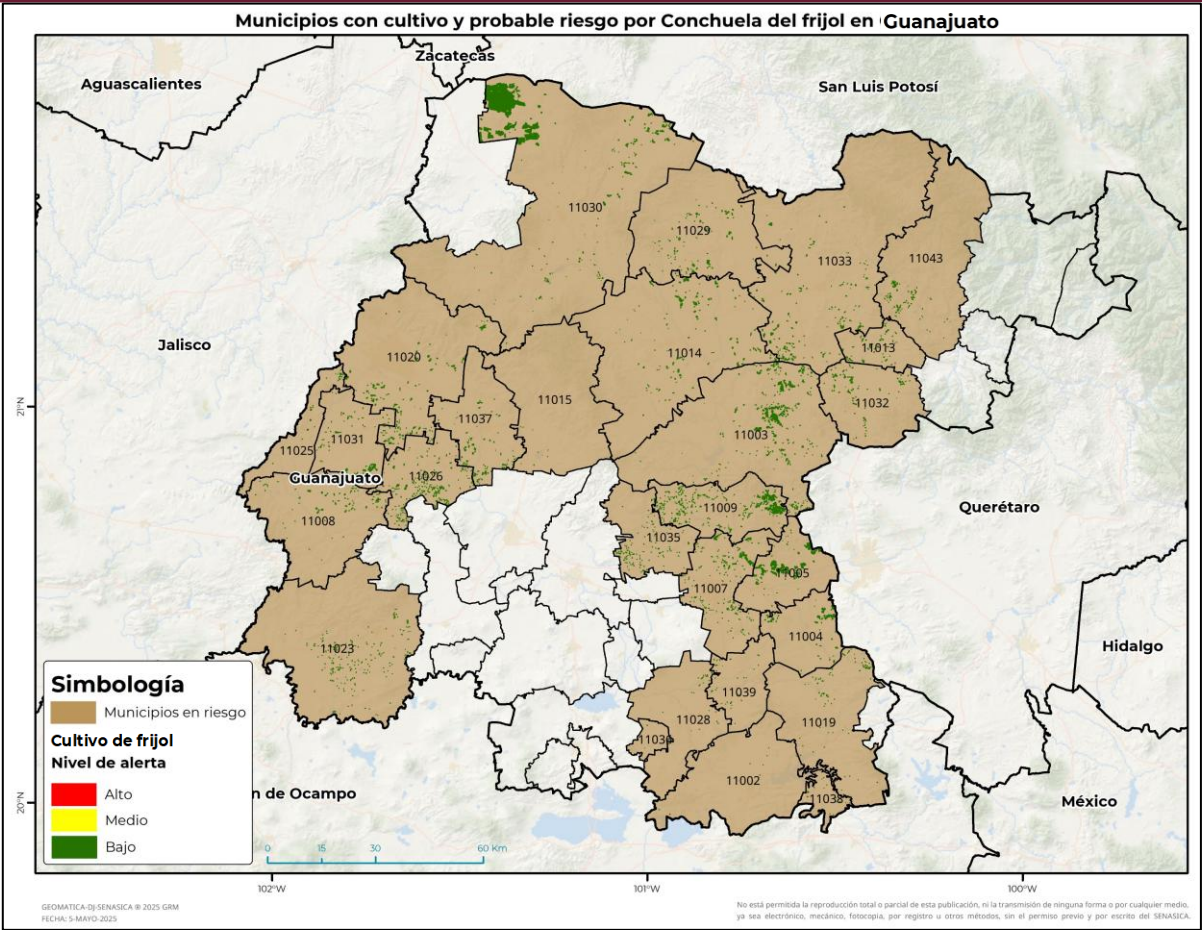 Municipios con cultivo y probable riesgo por Conchuela del frijol en Guanajuato
Zacatecas
Aguascalientes
San Luis Potosí
11030
11029
11033
11043
Jalisco
11020
11014
11013
21°N
11015
11032
11037
11031
11003
11025
Guanajuato
11026
11008
11009
Querétaro
11035
11007
11005
11004
11023
Hidalgo
11039
11028
11019
11002
11038
n de Ocampo
México
20°N
Simbología
Municipios en riesgo
Cultivo de frijol
Nivel de alerta
Alto
Medio
Bajo
0 15 30 60 Km
102°W
101°W
100°W
GEOMATICA-DJ-SENASICA ® 2025 GRM
FECHA: 5-MAYO-2025
No está permitida la reproducción total o parcial de esta publicación, ni la transmisión de ninguna forma o por cualquier medio,
ya sea electrónico, mecánico, fotocopia, por registro u otros métodos, sin el permiso previo y por escrito del SENASICA.